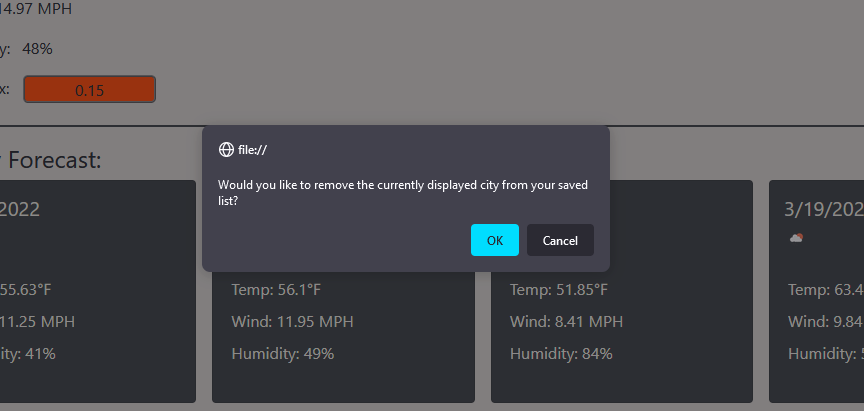 14.97 MPH
y: 48%
x: 0.15
Forecast:
file://
Would you like to remove the currently displayed city from your saved
list?
OK Cancel
2022
3/19/202
55.63°F
11.25 MPH
ity: 41%
Temp: 56.1°F
Wind: 11.95 MPH
Humidity: 49%
Temp: 51.85°F
Wind: 8.41 MPH
Humidity: 84%
Temp: 63.4
Wind: 9.84
Humidity: